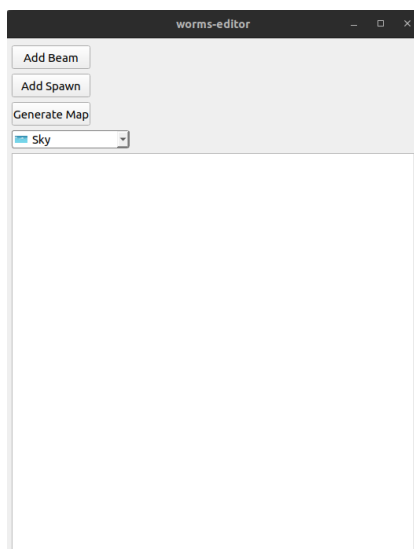 worms-editor
Add Beam
Add Spawn
Generate Map
Sky